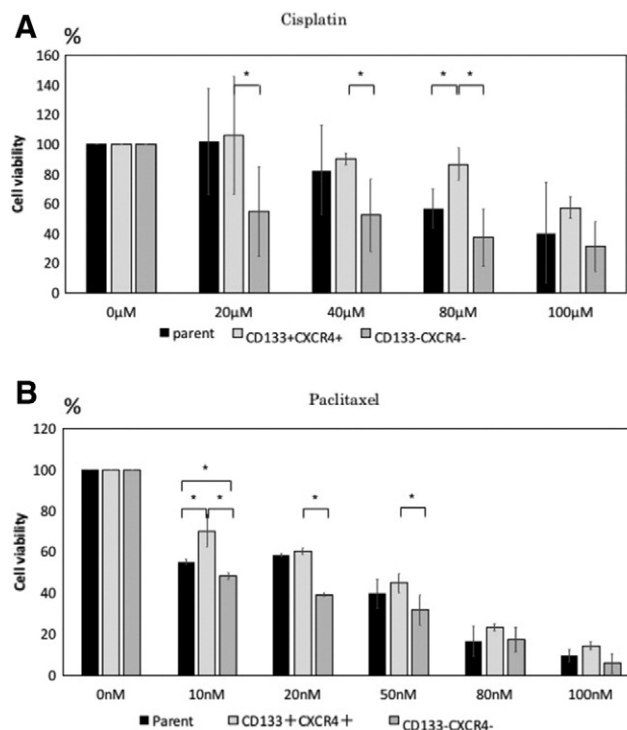 A
Cisplatin
%
160
140
120
100
80
60
40
20
0
Cell viability
* * * *
0μM 20μM 40μM 80μM 100μM
parent CD133+CXCR4+ CD133-CXCR4-
B
Paclitaxel
%
120
100
80
60
40
20
0
Cell viability
*
* * * *
0nM 10nM 20nM 50nM 80nM 100nM
Parent CD133+CXCR4+ CD133-CXCR4-